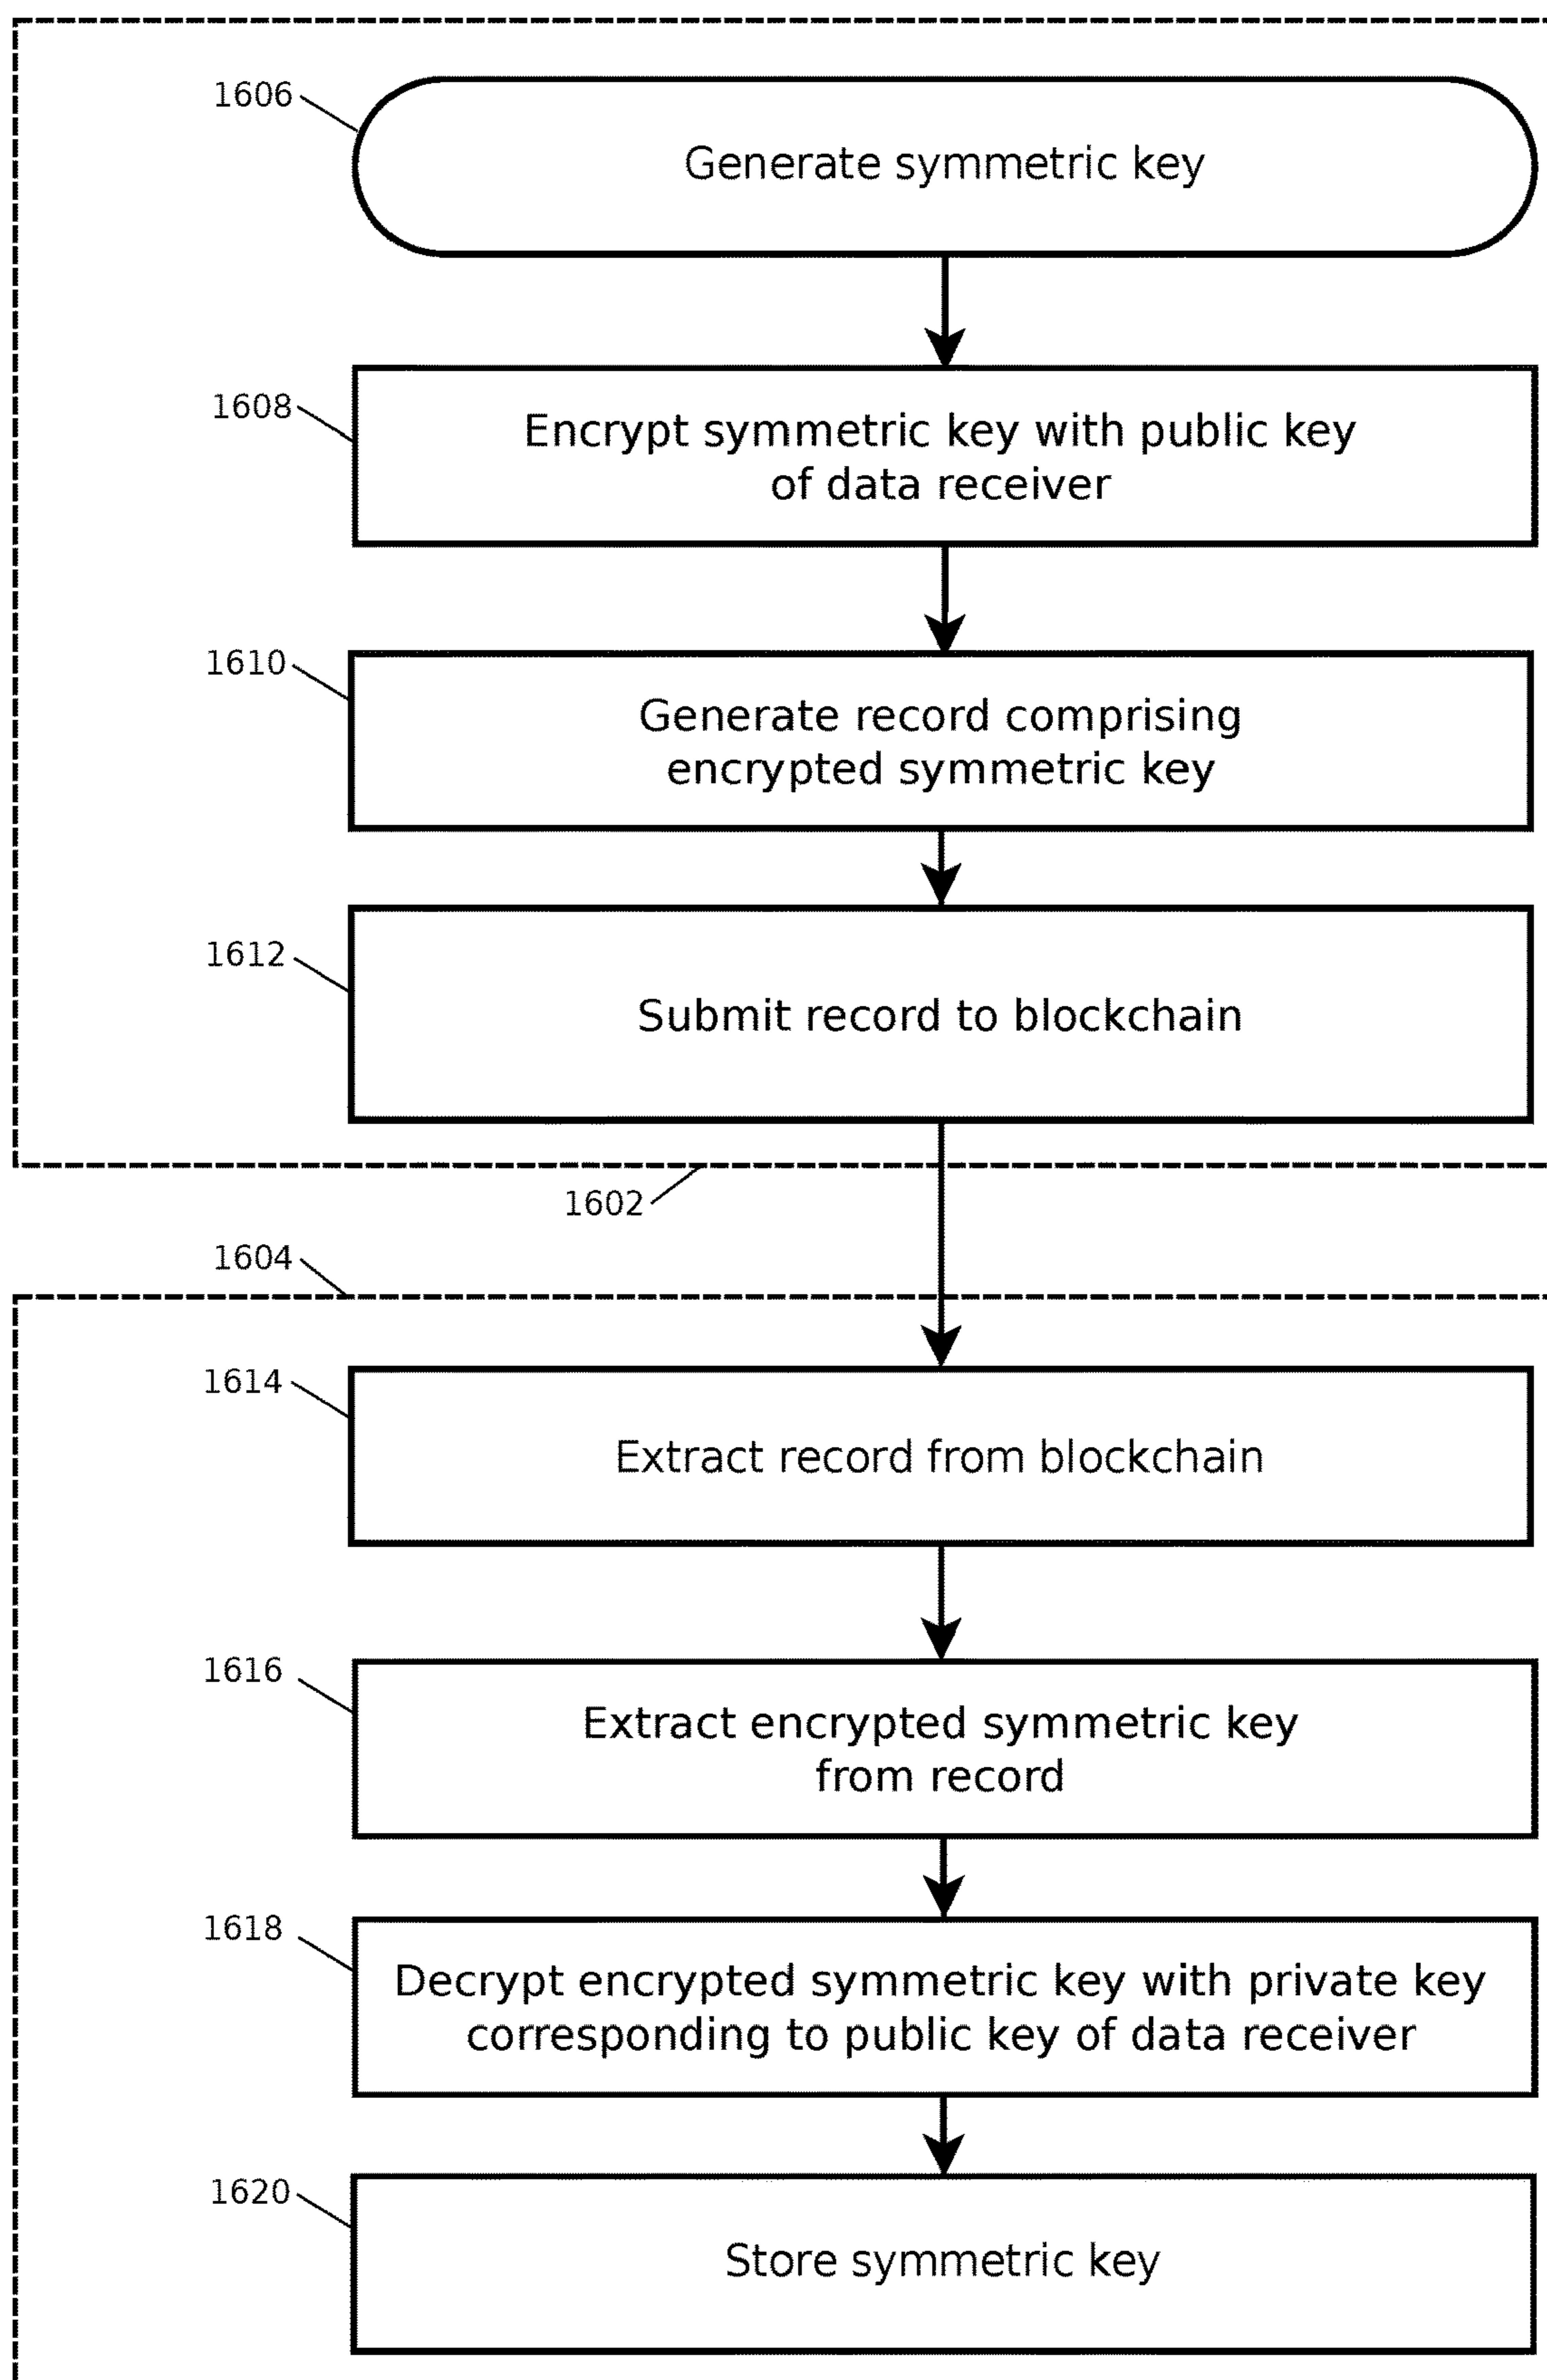 1606
Generate symmetric key
1608
Encrypt symmetric key with public key
of data receiver
1610
Generate record comprising
encrypted symmetric key
1612
Submit record to blockchain
1602
1604
1614
Extract record from blockchain
1616
Extract encrypted symmetric key
from record
1618
Decrypt encrypted symmetric key with private key
corresponding to public key of data receiver
1620
Store symmetric key